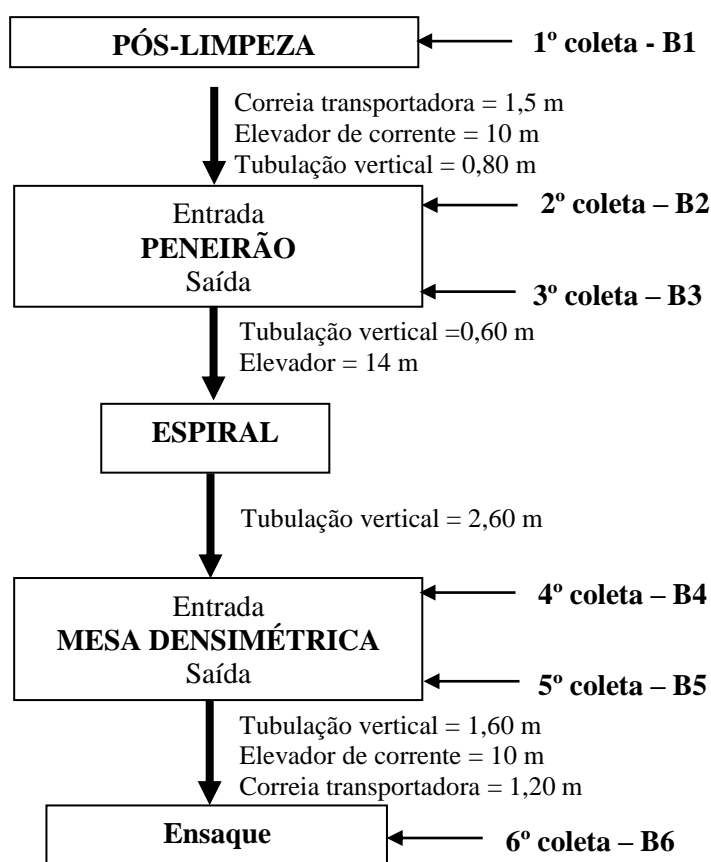 PÓS-LIMPEZA
1º coleta - B1
Correia transportadora = 1,5 m
Elevador de corrente = 10 m
Tubulação vertical = 0,80 m
Entrada
2º coleta – B2
PENEIRÃO
Saída
3º coleta – B3
Tubulação vertical =0,60 m
Elevador = 14 m
ESPIRAL
Tubulação vertical = 2,60 m
Entrada
4º coleta – B4
MESA DENSIMÉTRICA
Saída
5º coleta – B5
Tubulação vertical = 1,60 m
Elevador de corrente = 10 m
Correia transportadora = 1,20 m
Ensaque
6º coleta – B6